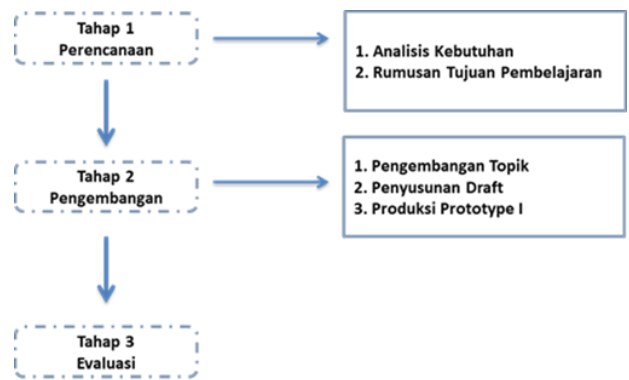 Tahap 1
Perencanaan
1. Analisis Kebutuhan
2. Rumusan Tujuan Pembelajaran
Tahap 2
Pengembangan
1. Pengembangan Topik
2. Penyusunan Draft
3. Produksi Prototype I
Tahap 3
Evaluasi